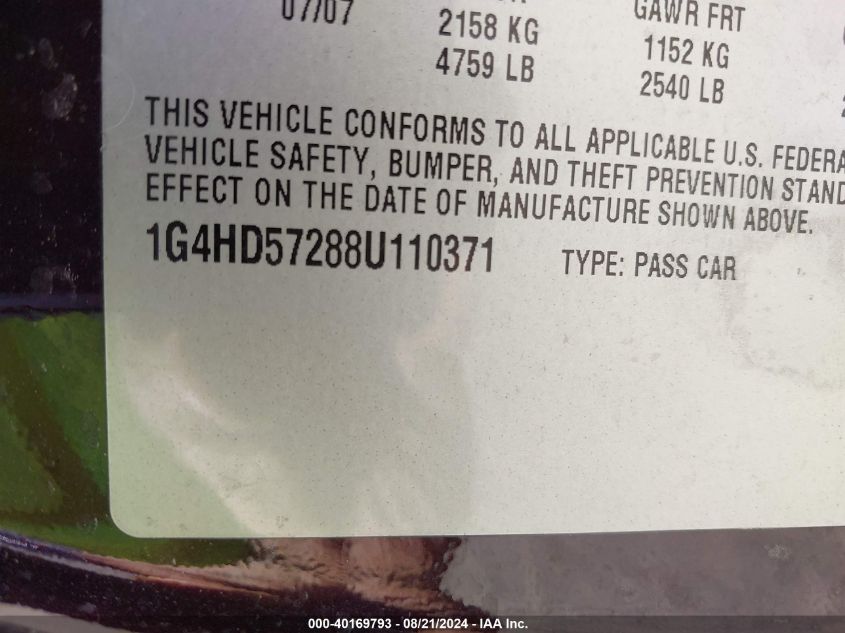 07/07
2158 KG
4759 LB
GAWR FRT
1152 KG
2540 LB
THIS VEHICLE CONFORMS TO ALL APPLICABLE U.S. FEDERA
VEHICLE SAFETY, BUMPER, AND THEFT PREVENTION STAND
EFFECT ON THE DATE OF MANUFACTURE SHOWN ABOVE.
1G4HD57288U110371 TYPE: PASS CAR
000-40169793 - 08/21/2024 - IAA Inc.